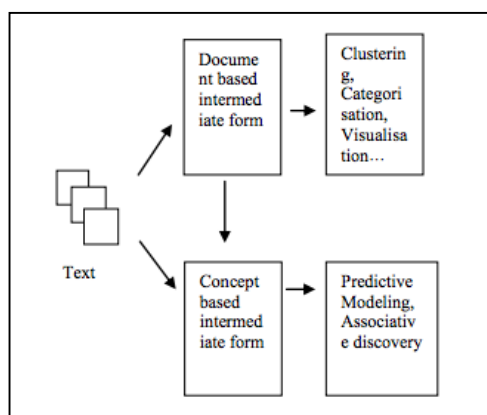 Docume
nt based
intermed
iate form
Clusterin
g,
Categori
sation,
Visualisa
tion...
Text
Concept
based
intermed
iate form
Predictive
Modeling,
Associativ
e discovery